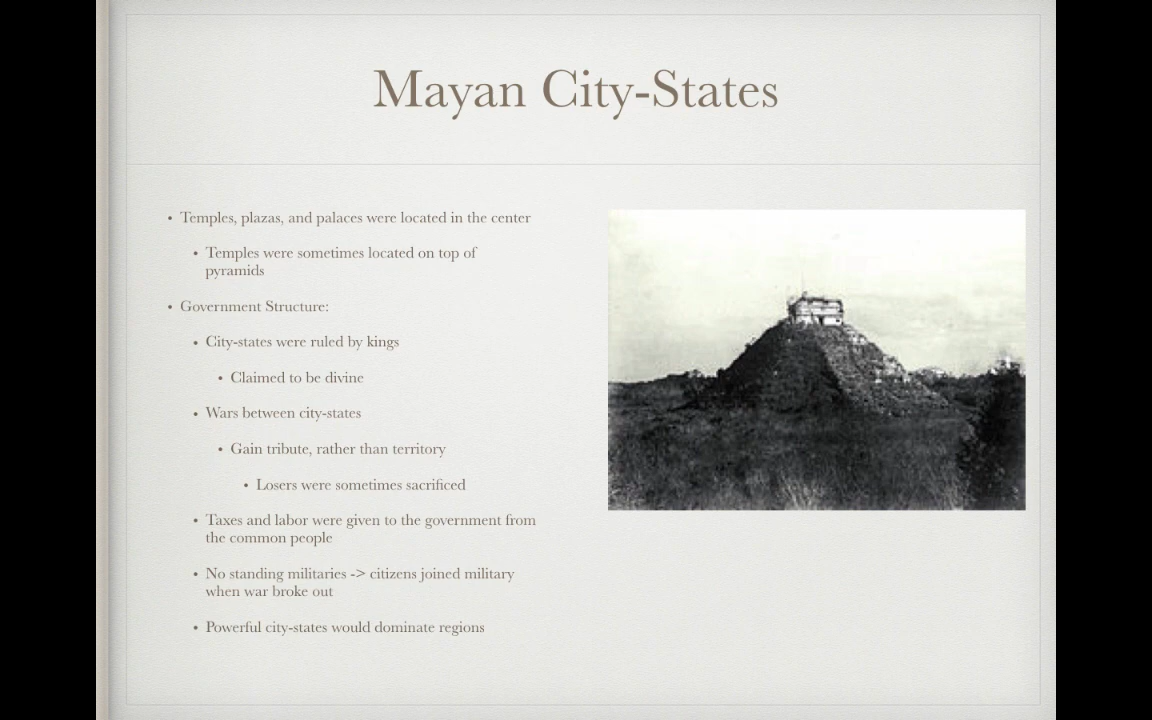 Mayan City-States
• Temples, plazas, and palaces were located in the center
• Temples were sometimes located on top of
pyramids
• Government Structure:
• City-states were ruled by kings
• Claimed to be divine
• Wars between city-states
• Gain tribute, rather than territory
• Losers were sometimes sacrificed
• Taxes and labor were given to the government from
the common people
• No standing militaries -> citizens joined military
when war broke out
• Powerful city-states would dominate regions